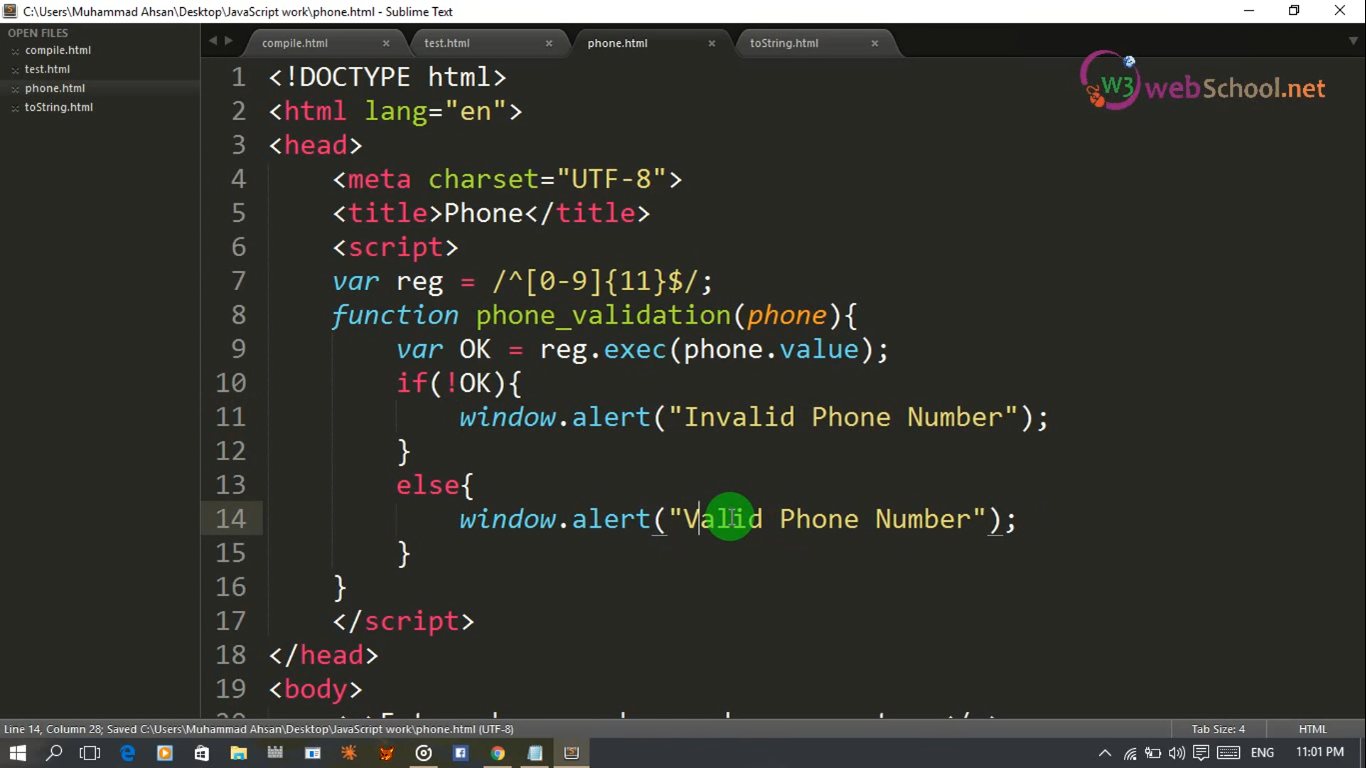 C:\Users\Muhammad Ahsan\Desktop\JavaScript work\phone.html - Sublime Text
OPEN FILES
compile.html
test.html
phone.html
toString.html
compile.html test.html phone.html toString.html
W3 webSchool.net
1 <!DOCTYPE html>
2 <html lang="en">
3 <head>
4 <meta charset="UTF-8">
5 <title>Phone</title>
6 <script>
7 var reg = /^[0-9]{11}$/;
8 function phone_validation(phone){
9 var OK = reg.exec(phone.value);
10 if(!OK){
11 window.alert("Invalid Phone Number");
12 }
13 else{
14 window.alert("Valid Phone Number");
15 }
16 }
17 </script>
18 </head>
19 <body>
Line 14, Column 28; Saved C:\Users\Muhammad Ahsan\Desktop\JavaScript work\phone.html (UTF-8) Tab Size: 4 HTML
ENG 11:01 PM